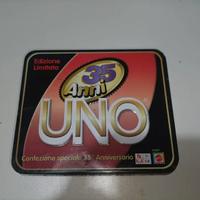 Edizione
Limitata
35
Anni
UNO
Confezione speciale 35° Anniversario